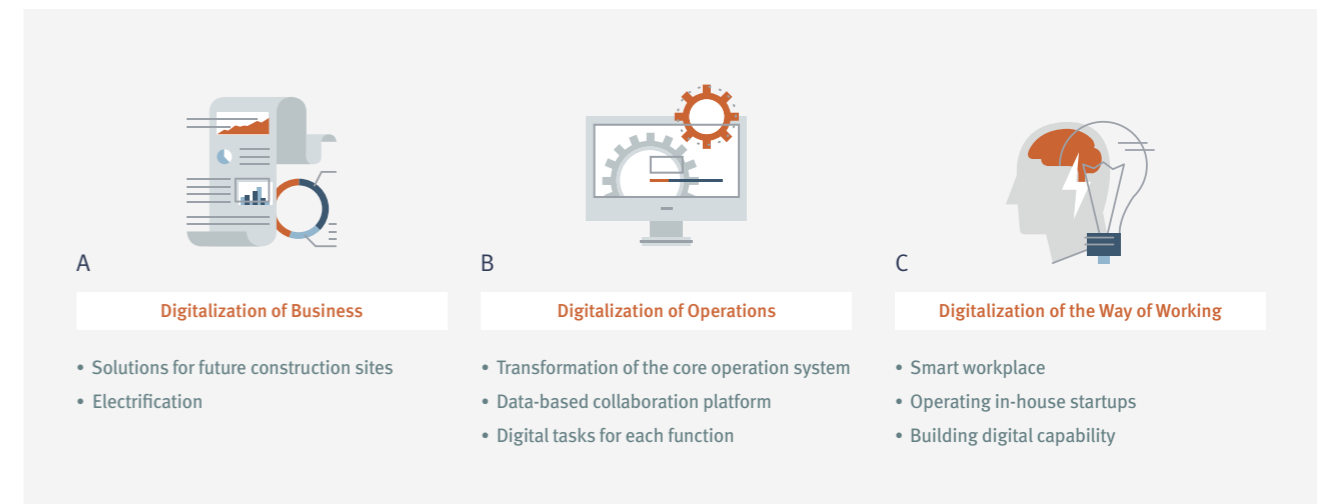 A
Digitalization of Business
• Solutions for future construction sites
• Electrification
B
Digitalization of Operations
• Transformation of the core operation system
• Data-based collaboration platform
• Digital tasks for each function
C
Digitalization of the Way of Working
• Smart workplace
• Operating in-house startups
• Building digital capability